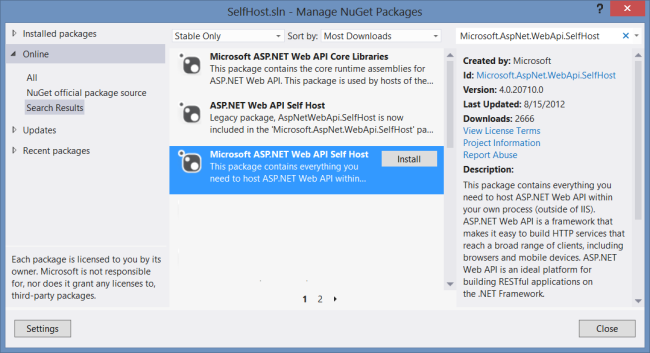 SelfHost.sln - Manage NuGet Packages
?
Installed packages
Online
All
NuGet official package source
Search Results
Updates
Recent packages
Each package is licensed to you by its
owner. Microsoft is not responsible
for, nor does it grant any licenses to,
third-party packages.
Stable Only
Sort by: Most Downloads
Microsoft ASP.NET Web API Core Libraries
This package contains the core runtime assemblies for
ASP.NET Web API. This package is used by hosts of the...
ASP.NET Web API Self Host
Legacy package, AspNetWebApi.SelfHost is now
included in the 'Microsoft.AspNet.WebApi.SelfHost' pa...
Microsoft ASP.NET Web API Self Host
This package contains everything you
need to host ASP.NET Web API within...
Install
1 2
Microsoft.AspNet.WebApi.SelfHost
Created by: Microsoft
Id: Microsoft.AspNet.WebApi.SelfHost
Version: 4.0.20710.0
Last Updated: 8/15/2012
Downloads: 2666
View License Terms
Project Information
Report Abuse
Description:
This package contains everything you
need to host ASP.NET Web API within
your own process (outside of IIS).
ASP.NET Web API is a framework that
makes it easy to build HTTP services that
reach a broad range of clients, including
browsers and mobile devices. ASP.NET
Web API is an ideal platform for
building RESTful applications on
the .NET Framework.
Settings
Close